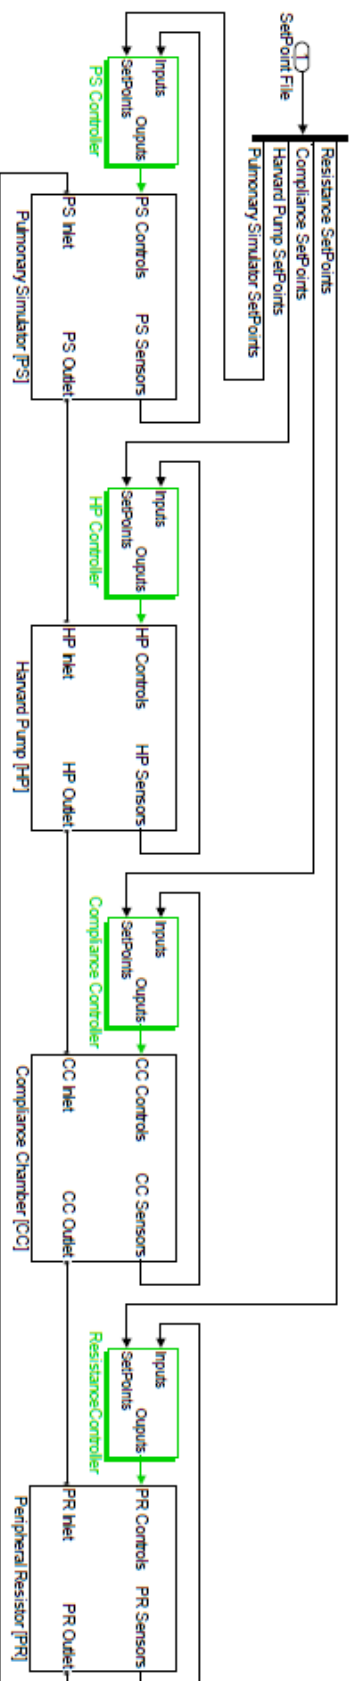 1
SetPoint File
Resistance SetPoints
Compliance SetPoints
Harvard Pump SetPoints
Pulmonary Simulator SetPoints
Inputs
SetPoints
Ouputs
PS Controller
PS Controls
PS Sensors
PS Inlet
PS Outlet
Pulmonary Simulator [PS]
Inputs
SetPoints
Ouputs
HP Controller
HP Controls
HP Sensors
HP Inlet
HP Outlet
Harvard Pump [HP]
Inputs
SetPoints
Ouputs
Compliance Controller
CC Controls
CC Sensors
CC Inlet
CC Outlet
Compliance Chamber [CC]
Inputs
SetPoints
Ouputs
ResistanceController
PR Controls
PR Sensors
PR Inlet
PR Outlet
Peripheral Resistor [PR]